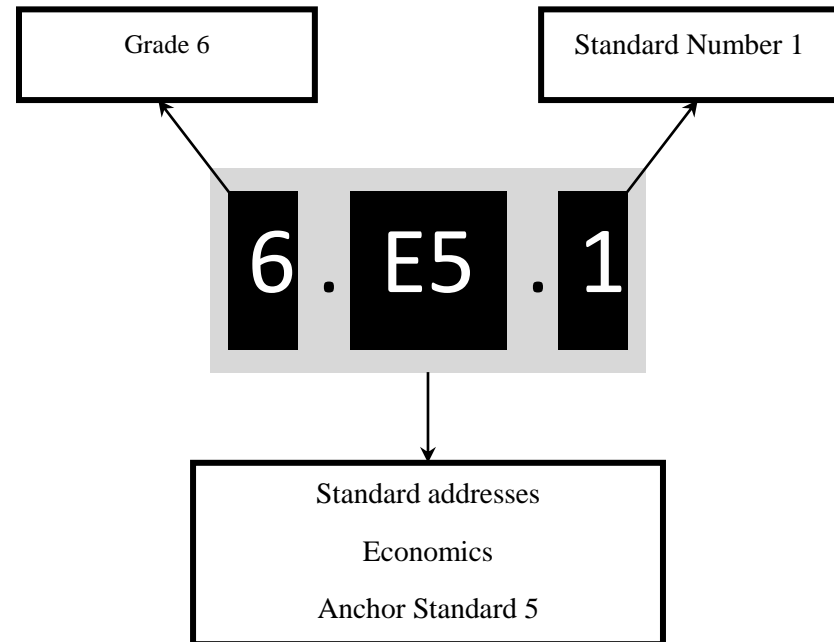 Grade 6
Standard Number 1
6 . E5 . 1
Standard addresses
Economics
Anchor Standard 5